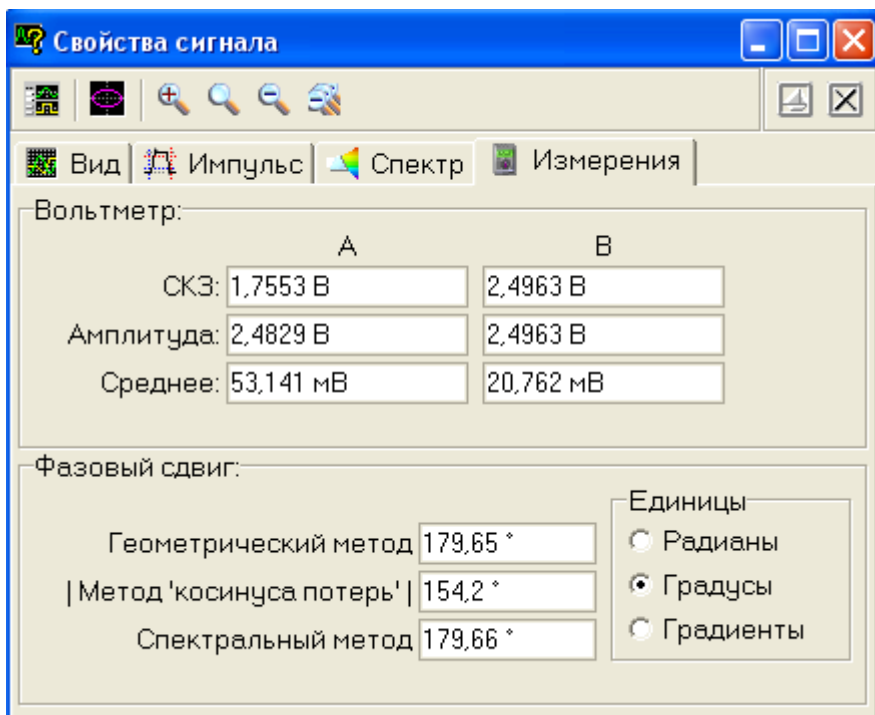 Свойства сигнала
Вид Импульс Спектр Измерения
Вольтметр:
A B
СКЗ: 1,7553 В 2,4963 В
Амплитуда: 2,4829 В 2,4963 В
Среднее: 53,141 мВ 20,762 мВ
Фазовый сдвиг:
Единицы
Геометрический метод 179,65 ° Радианы
| Метод 'косинуса потерь' | 154,2 ° Градусы
Спектральный метод 179,66 ° Градиенты